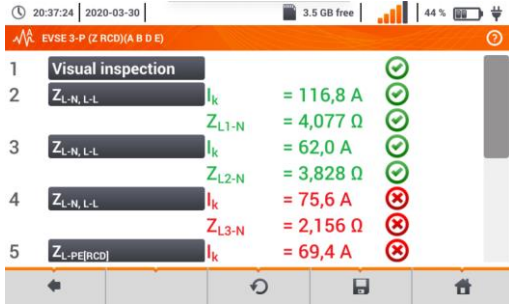 20:37:24 2020-03-30 3.5 GB free 44 %
EVSE 3-P (Z RCD)(A B D E)
1 Visual inspection
2 ZL-N, L-L Ik = 116,8 A
ZL1-N = 4,077 Ω
3 ZL-N, L-L Ik = 62,0 A
ZL2-N = 3,828 Ω
4 ZL-N, L-L Ik = 75,6 A
ZL3-N = 2,156 Ω
5 ZL-PE[RCD] Ik = 69,4 A